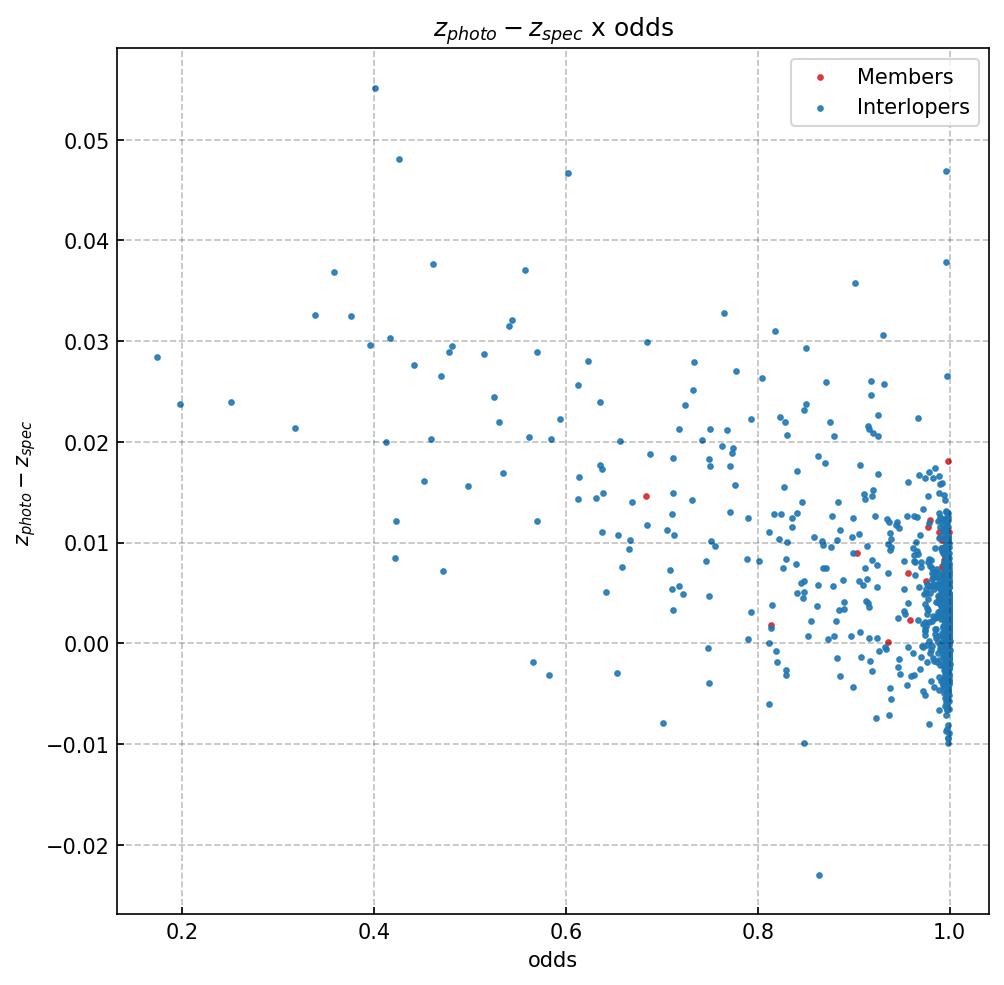 z_photo − z_spec x odds
Members
Interlopers
0.05
0.04
0.03
0.02
0.01
0.00
−0.01
−0.02
z_photo − z_spec
0.2 0.4 0.6 0.8 1.0
odds